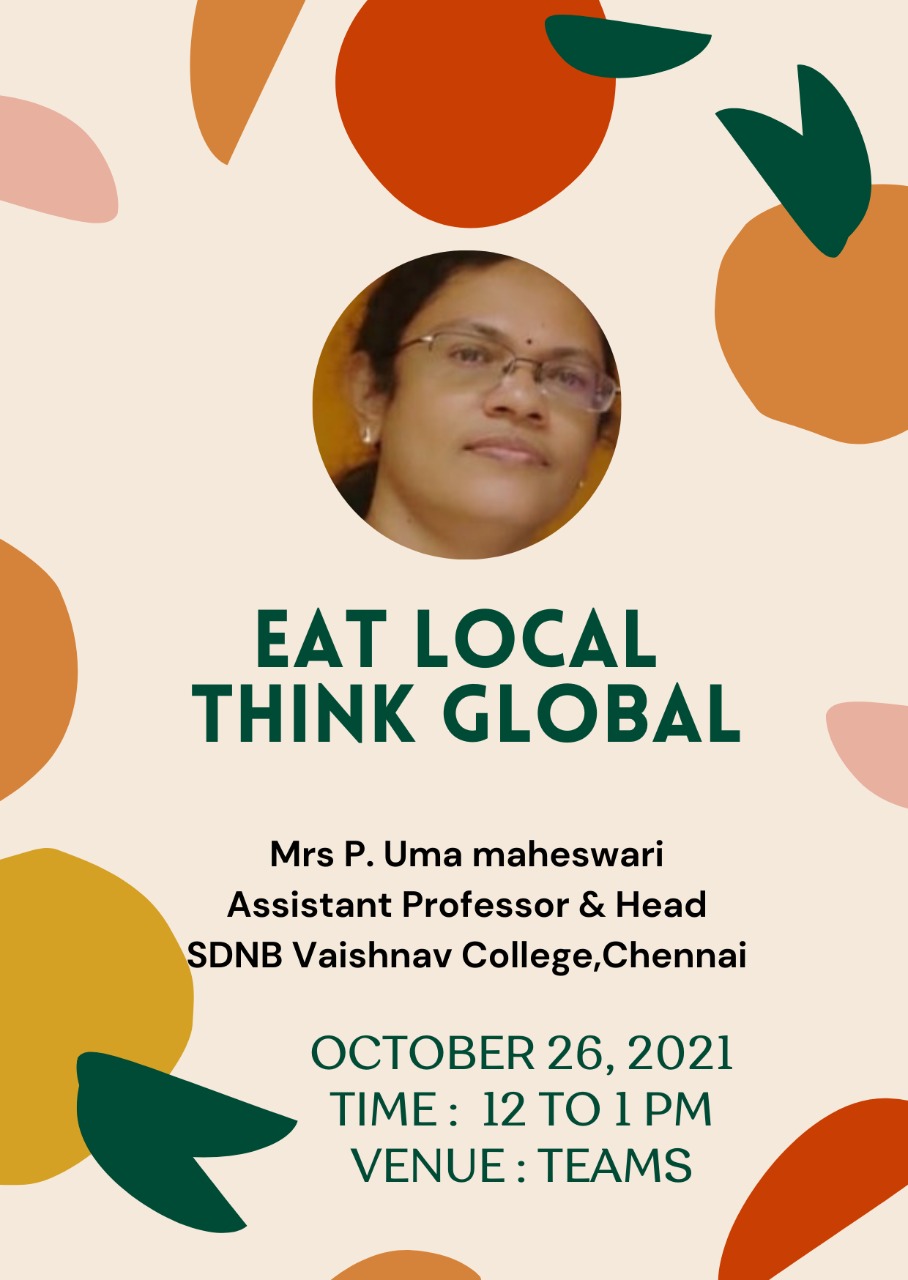 EAT LOCAL
THINK GLOBAL
Mrs P. Uma maheswari
Assistant Professor & Head
SDNB Vaishnav College,Chennai
OCTOBER 26, 2021
TIME : 12 TO 1 PM
VENUE : TEAMS